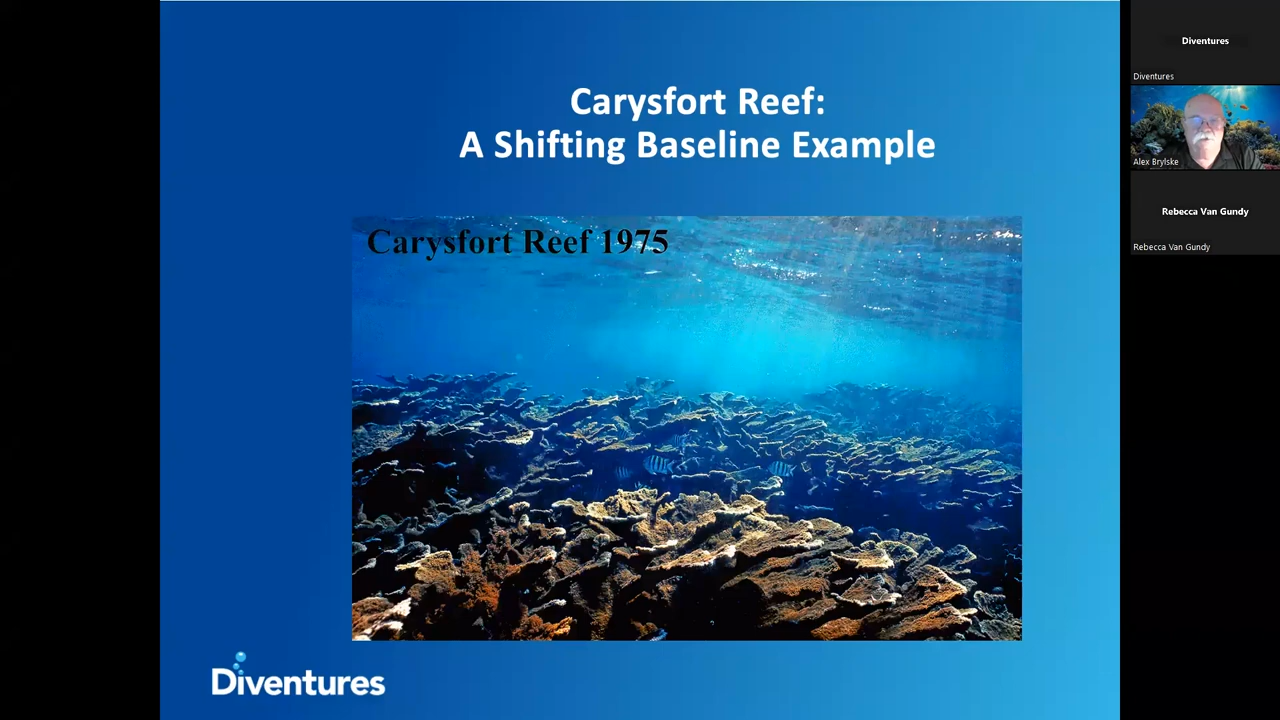 Carysfort Reef:
A Shifting Baseline Example
Carysfort Reef 1975
Diventures
Diventures
Diventures
Alex Brylske
Rebecca Van Gundy
Rebecca Van Gundy